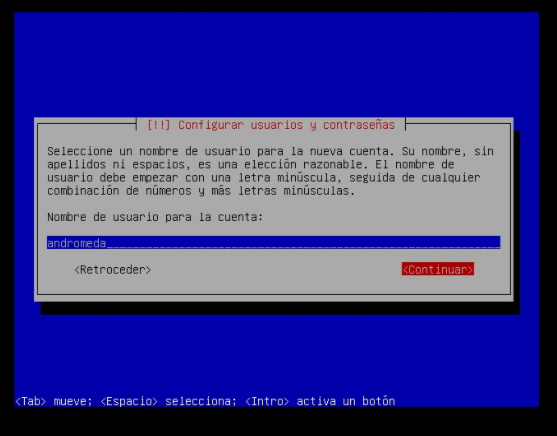 [!!] Configurar usuarios y contraseñas
Seleccione un nombre de usuario para la nueva cuenta. Su nombre, sin
apellidos ni espacios, es una elección razonable. El nombre de
usuario debe empezar con una letra minúscula, seguida de cualquier
combinación de números y más letras minúsculas.
Nombre de usuario para la cuenta:
andromeda
<Retroceder> <Continuar>
<Tab> mueve; <Espacio> selecciona; <Intro> activa un botón